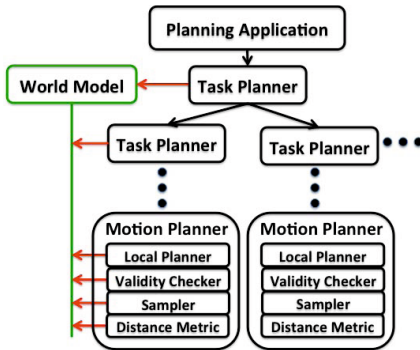 Planning Application
World Model
Task Planner
Task Planner
Task Planner
Motion Planner
Local Planner
Validity Checker
Sampler
Distance Metric
Motion Planner
Local Planner
Validity Checker
Sampler
Distance Metric